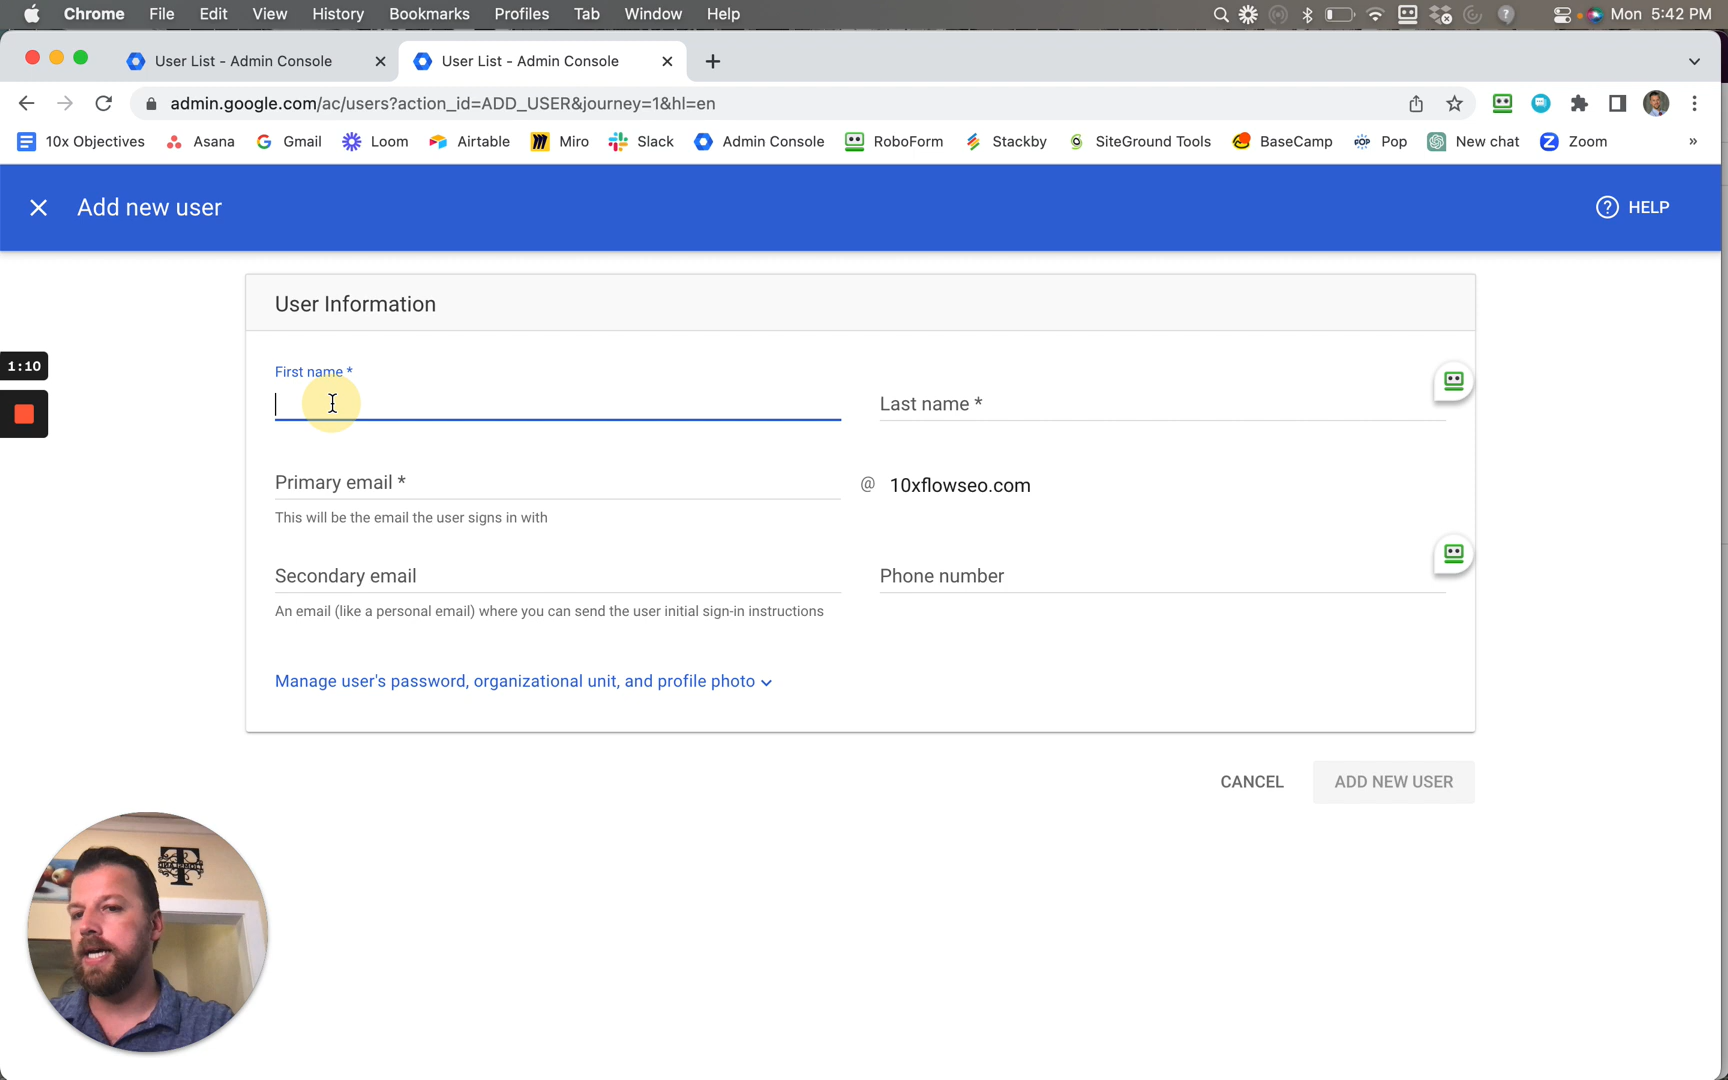 Chrome File Edit View History Bookmarks Profiles Tab Window Help Mon 5:42 PM
User List - Admin Console User List - Admin Console
admin.google.com/ac/users?action_id=ADD_USER&journey=1&hl=en
10x Objectives Asana Gmail Loom Airtable Miro Slack Admin Console RoboForm Stackby SiteGround Tools BaseCamp POP Pop New chat Zoom »
Add new user ? HELP
User Information
1:10
First name *
Last name *
Primary email * @ 10xflowseo.com
This will be the email the user signs in with
Secondary email Phone number
An email (like a personal email) where you can send the user initial sign-in instructions
Manage user's password, organizational unit, and profile photo
CANCEL ADD NEW USER
T